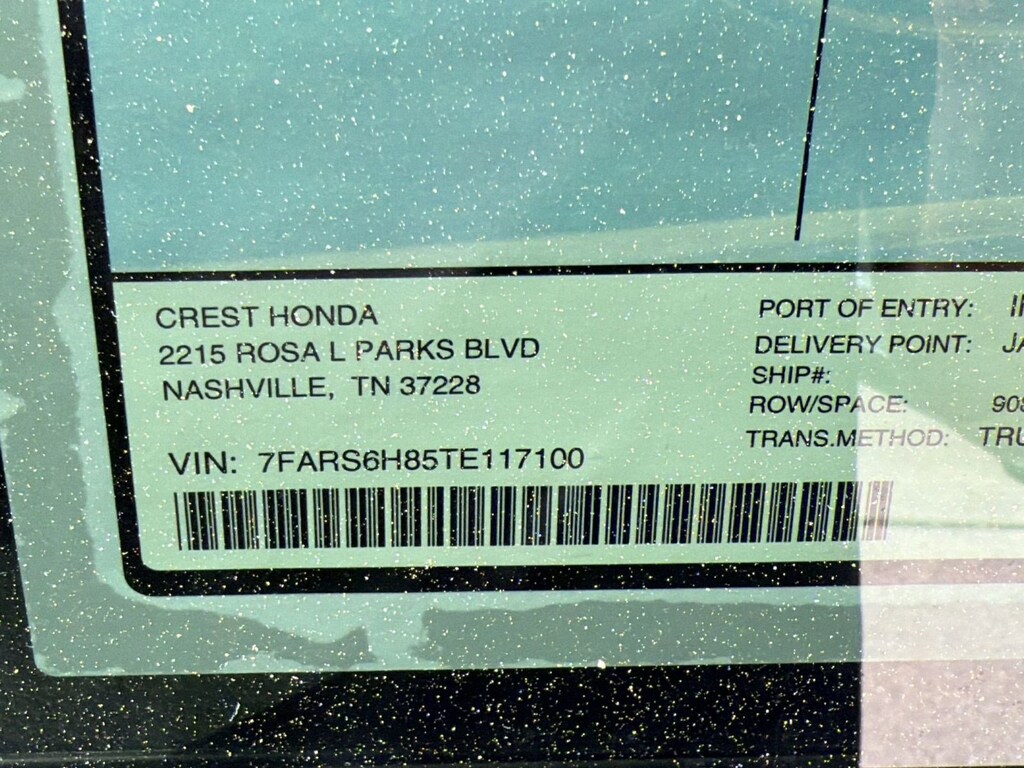 CREST HONDA
2215 ROSA L PARKS BLVD
NASHVILLE, TN 37228
VIN: 7FARS6H85TE117100
PORT OF ENTRY:
DELIVERY POINT:
SHIP#:
ROW/SPACE:
TRANS.METHOD: